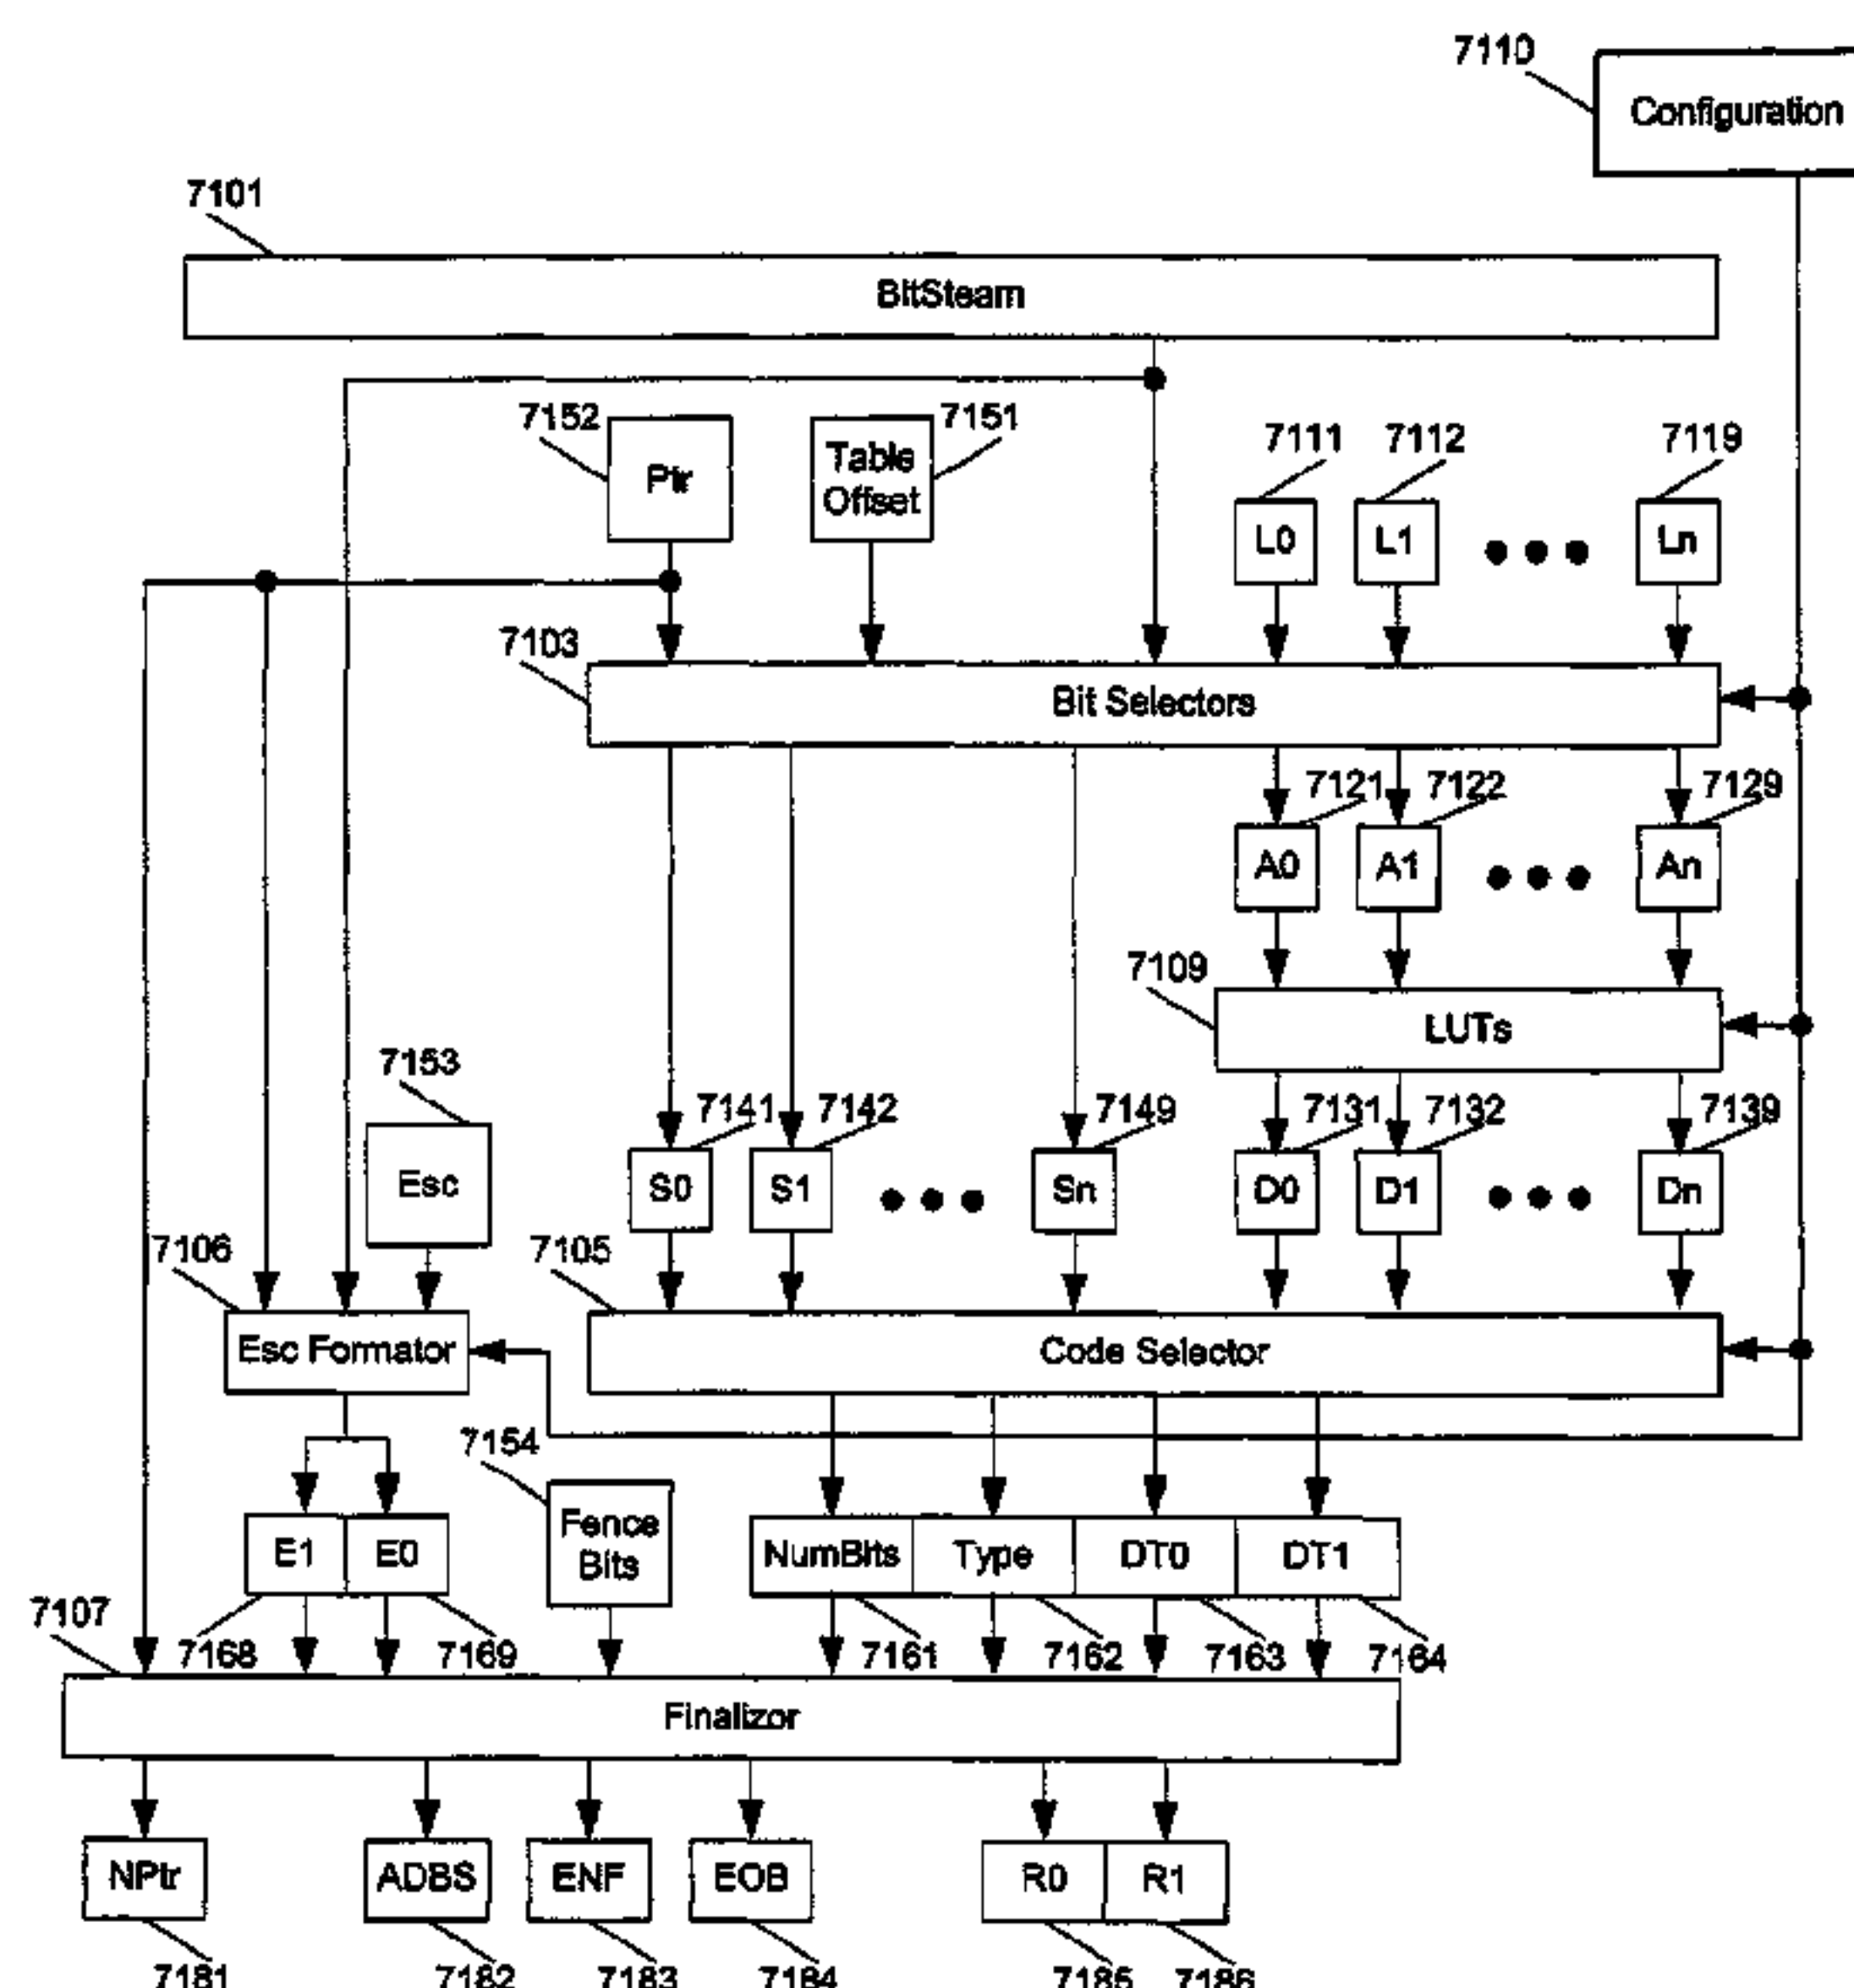 7110
Configuration
7101
BitSteam
7152
Ptr
Table
Offset
7151
7111
7112
7119
L0
L1
Ln
7103
Bit Selectors
7121
7122
7129
A0
A1
An
7109
LUTs
7153
Esc
7141
7142
7149
7131
7132
7139
S0
S1
Sn
D0
D1
Dn
7106
7105
Esc Formator
Code Selector
7154
Fence
Bits
E1
E0
NumBits
Type
DT0
DT1
7107
7168
7169
7161
7162
7163
7164
Finalizor
NPtr
ADBS
ENF
EOB
R0
R1
7181
7182
7183
7184
7185
7186